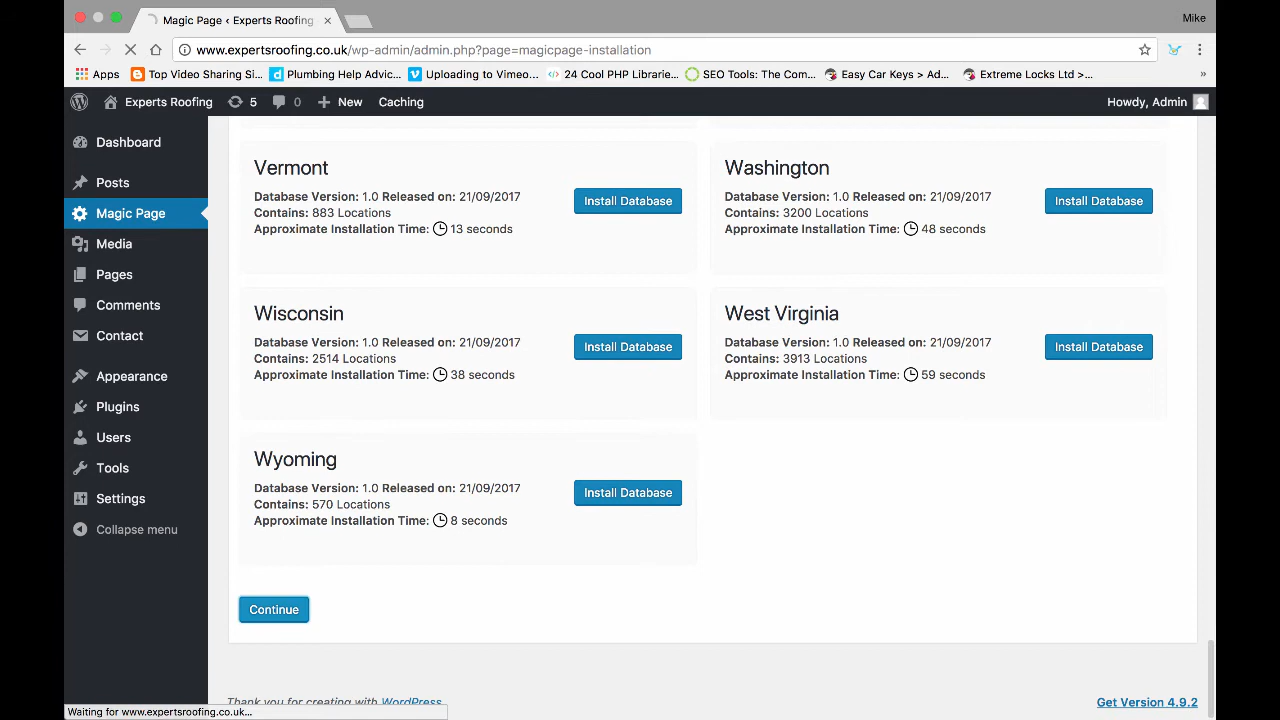 Magic Page ‹ Experts Roofing
Mike
www.expertsroofing.co.uk/wp-admin/admin.php?page=magicpage-installation
Apps Top Video Sharing Si... Plumbing Help Advic... Uploading to Vimeo... 24 Cool PHP Librarie... SEO Tools: The Com... Easy Car Keys > Ad... Extreme Locks Ltd >... »
Experts Roofing 5 0 New Caching Howdy, Admin
Dashboard
Posts
Magic Page
Media
Pages
Comments
Contact
Appearance
Plugins
Users
Tools
Settings
Collapse menu
Vermont
Database Version: 1.0 Released on: 21/09/2017
Contains: 883 Locations
Approximate Installation Time: 13 seconds
Install Database
Washington
Database Version: 1.0 Released on: 21/09/2017
Contains: 3200 Locations
Approximate Installation Time: 48 seconds
Install Database
Wisconsin
Database Version: 1.0 Released on: 21/09/2017
Contains: 2514 Locations
Approximate Installation Time: 38 seconds
Install Database
West Virginia
Database Version: 1.0 Released on: 21/09/2017
Contains: 3913 Locations
Approximate Installation Time: 59 seconds
Install Database
Wyoming
Database Version: 1.0 Released on: 21/09/2017
Contains: 570 Locations
Approximate Installation Time: 8 seconds
Install Database
Continue
Thank you for creating with WordPress
Get Version 4.9.2
Waiting for www.expertsroofing.co.uk...